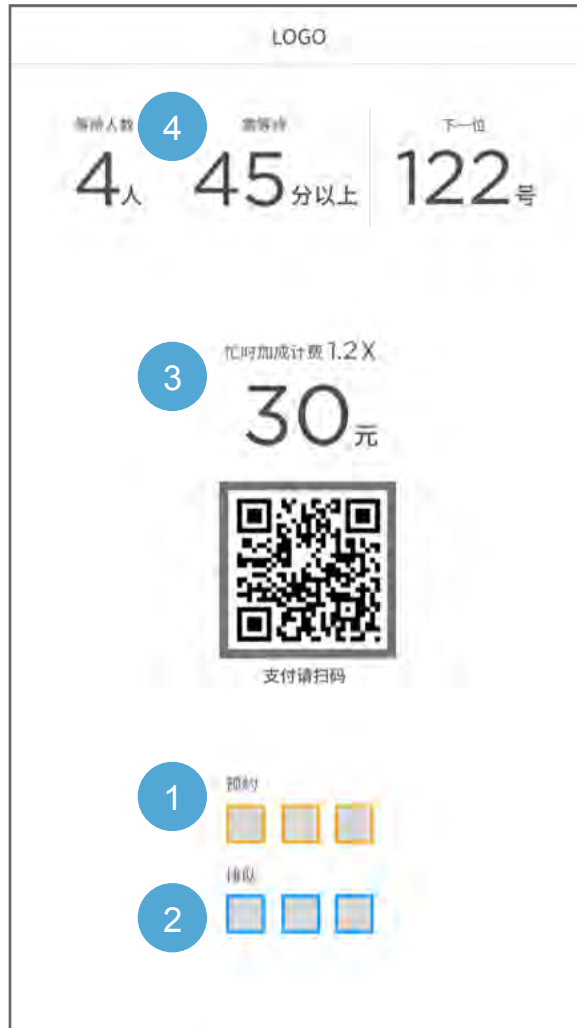 LOGO
等待人数 需等待 下一位
4人 45分以上 122号
4
忙时加成计费 1.2X
3
30元
支付请扫码
1
预约
排队
2